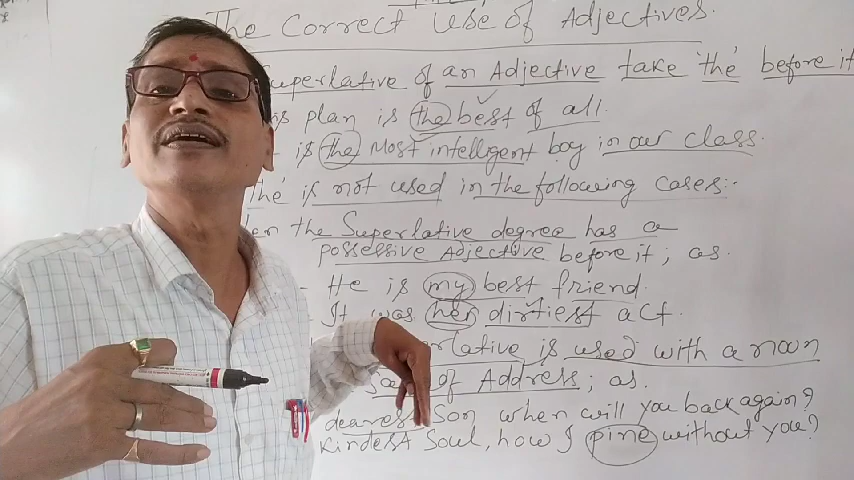 The Correct Use of Adjectives.
Superlative of an Adjective take 'the' before it
plan is the best of all.
is the Most intelligent boy in our class.
'the' is not used in the following cases:-
the Superlative degree has a
possessive Adjective before it; as.
- He is my best friend.
It was her dirtiest act.
is used with a noun
of Address; as.
dearest Son when will you back again?
Kindest Soul, how I pine without you?